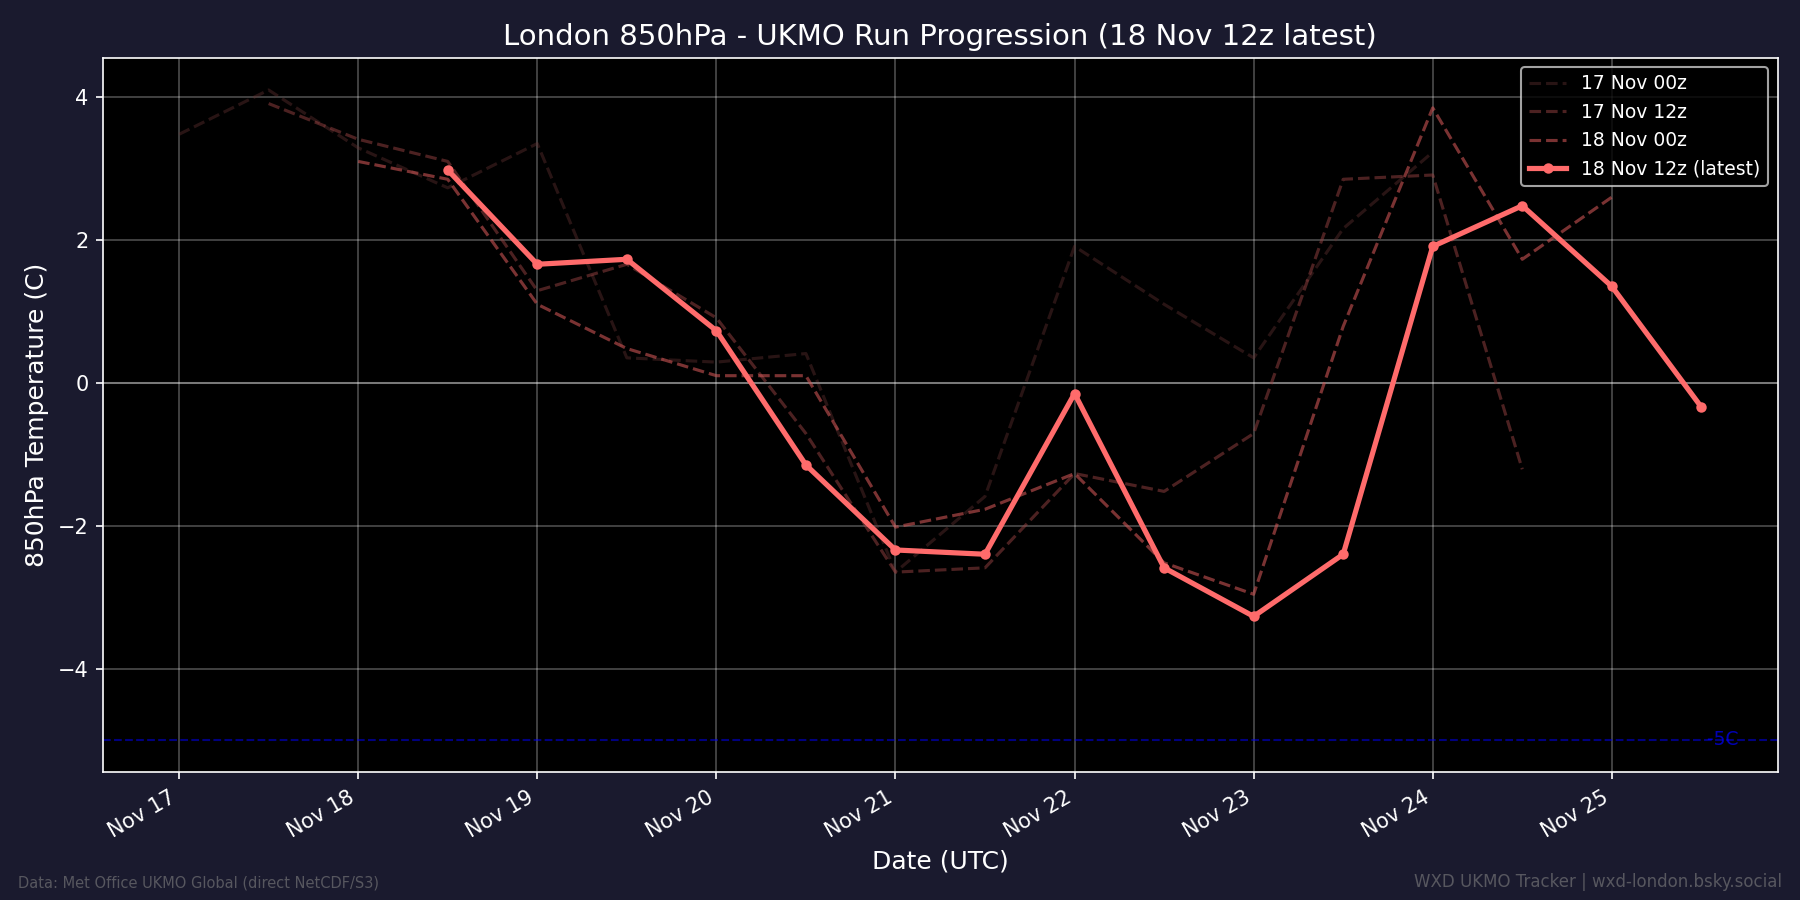 London 850hPa - UKMO Run Progression (18 Nov 12z latest)
17 Nov 00z
17 Nov 12z
18 Nov 00z
18 Nov 12z (latest)
850hPa Temperature (C)
4
2
0
−2
−4
-5C
Nov 17
Nov 18
Nov 19
Nov 20
Nov 21
Nov 22
Nov 23
Nov 24
Nov 25
Date (UTC)
Data: Met Office UKMO Global (direct NetCDF/S3)
WXD UKMO Tracker | wxd-london.bsky.social